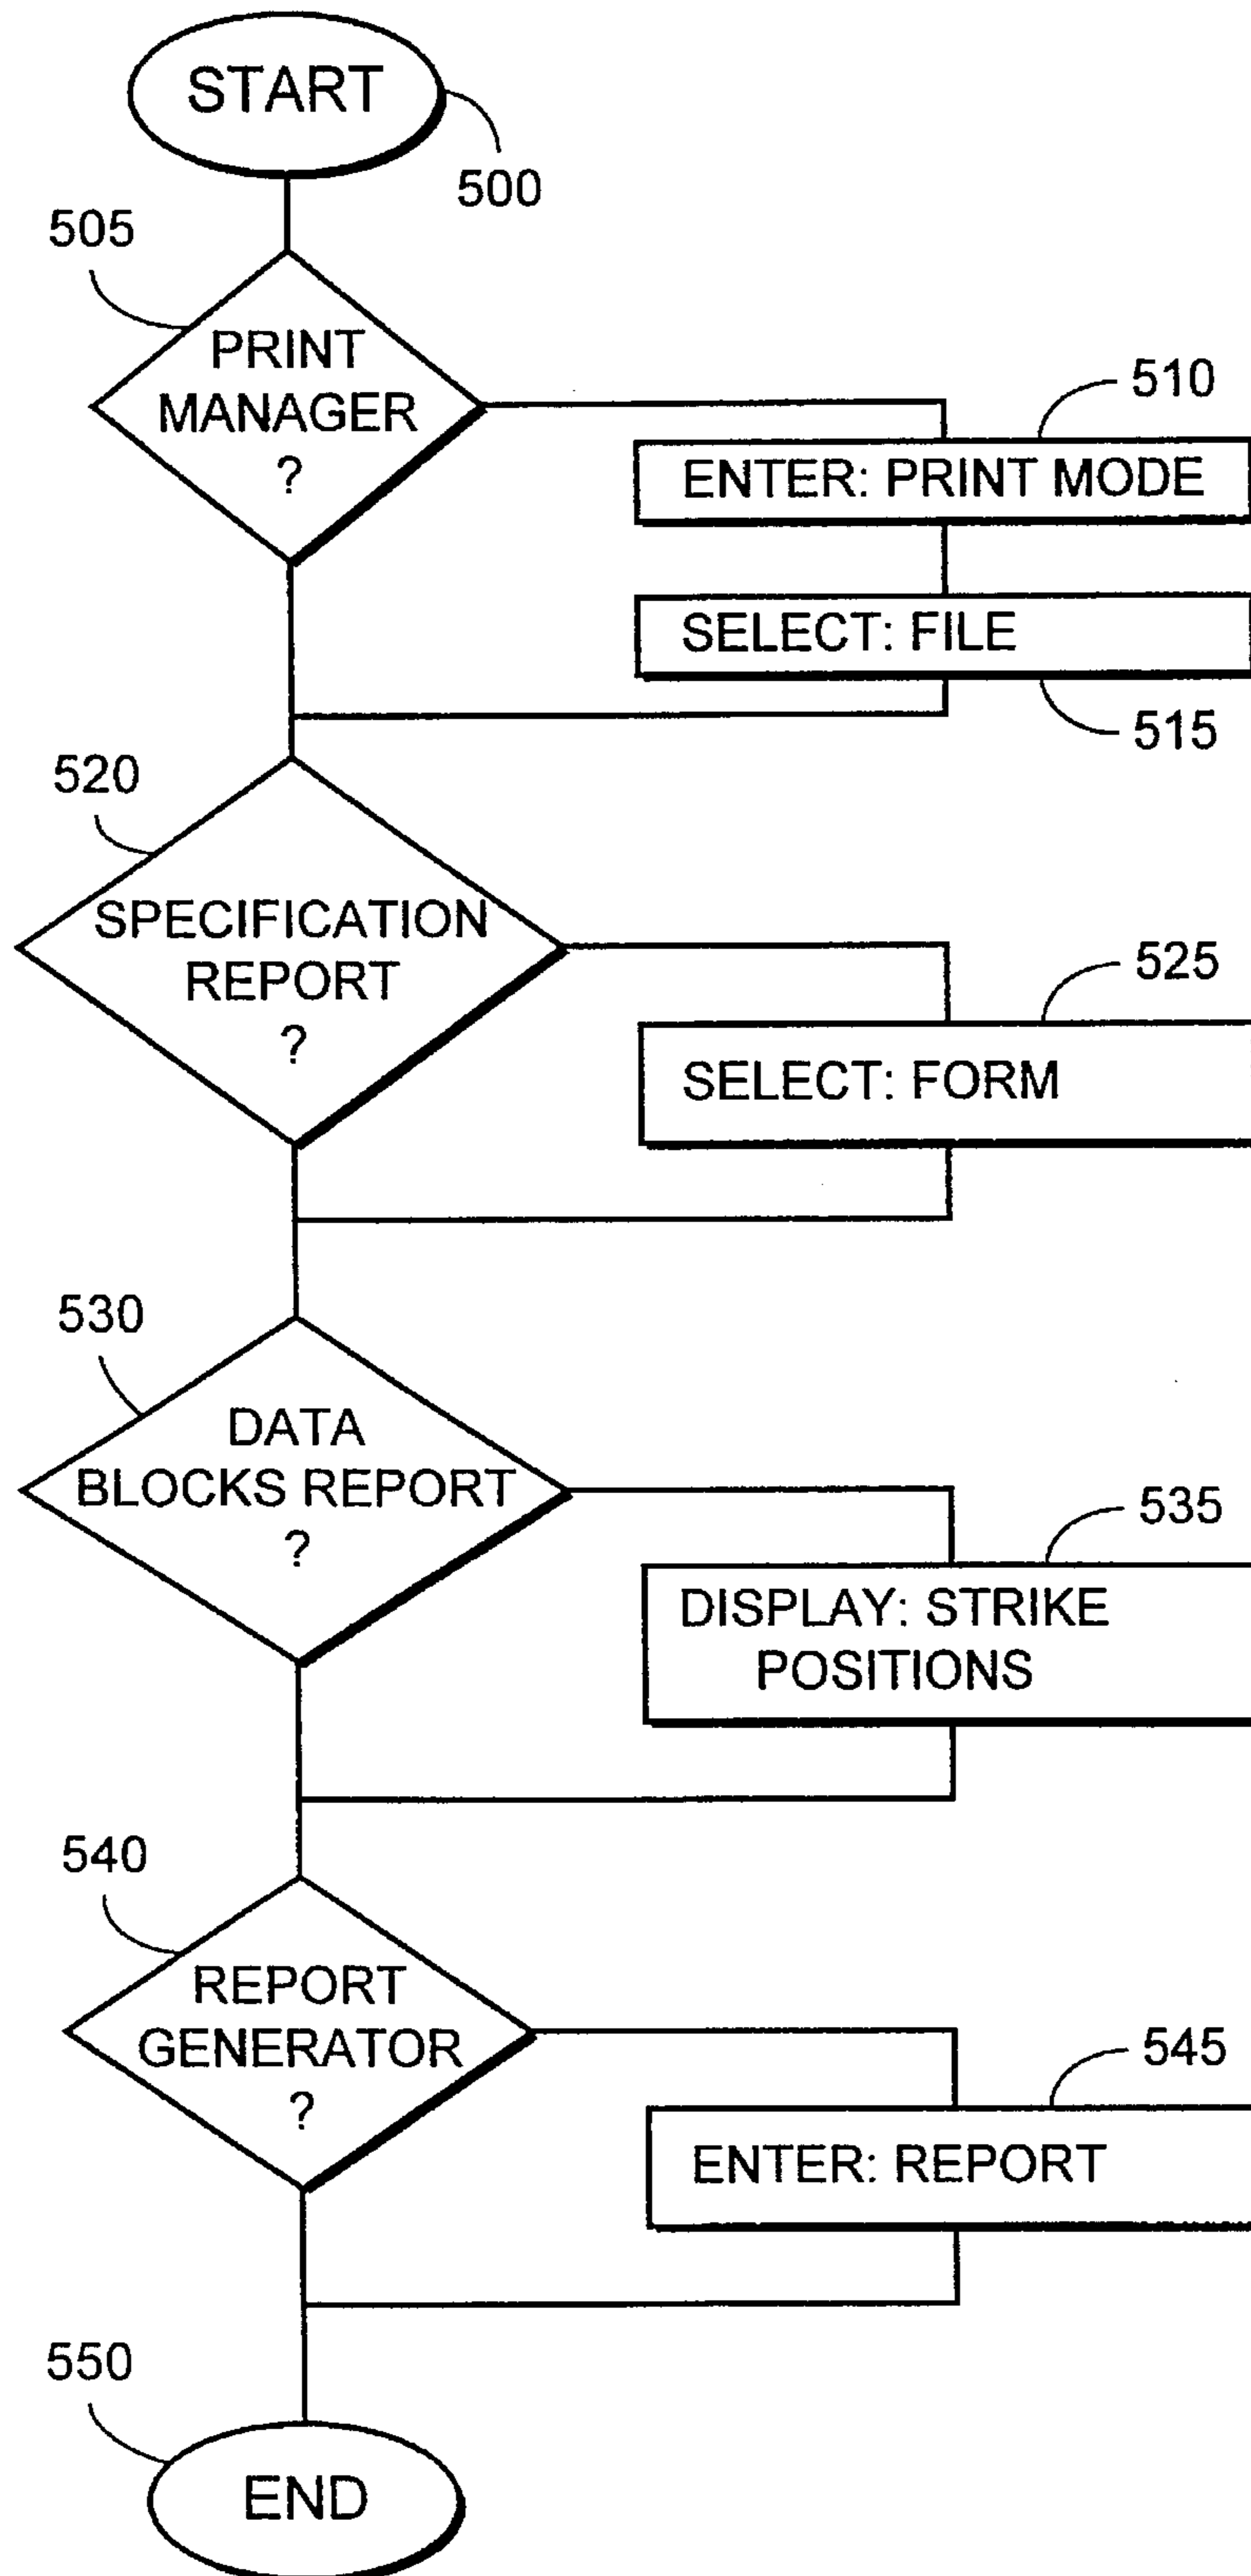 START
500
505
PRINT
MANAGER
?
510
ENTER: PRINT MODE
SELECT: FILE
515
520
SPECIFICATION
REPORT
?
525
SELECT: FORM
530
DATA
BLOCKS REPORT
?
535
DISPLAY: STRIKE
POSITIONS
540
REPORT
GENERATOR
?
545
ENTER: REPORT
550
END